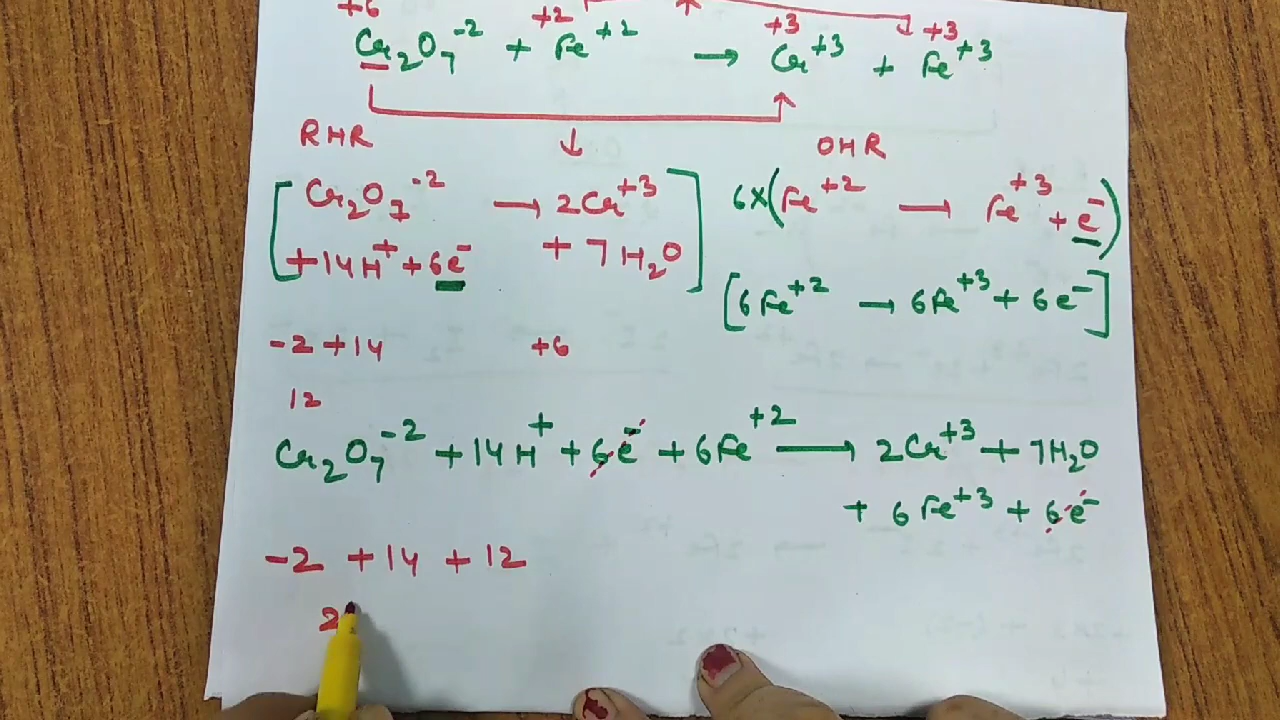 +6 +2 +3 +3
Cr₂O₇⁻² + Fe⁺² → Cr⁺³ + Fe⁺³
RHR OHR
Cr₂O₇⁻² → 2Cr⁺³
+14H⁺ + 6e⁻ + 7H₂O
6×(Fe⁺² → Fe⁺³ + e⁻)
[6Fe⁺² → 6Fe⁺³ + 6e⁻]
-2 +14 +6
12
Cr₂O₇⁻² + 14H⁺ + 6e⁻ + 6Fe⁺² → 2Cr⁺³ + 7H₂O
+ 6Fe⁺³ + 6e⁻
-2 +14 +12
2